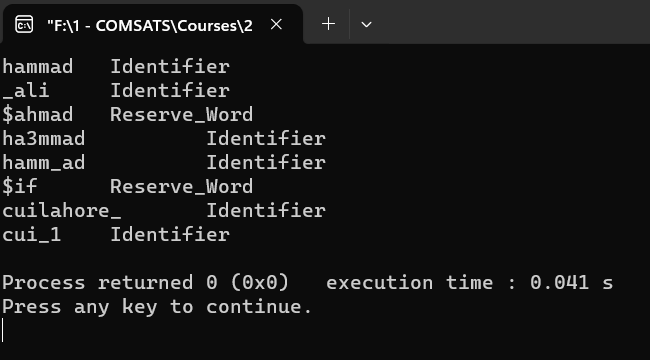 "F:\1 - COMSATS\Courses\2
hammad   Identifier
_ali     Identifier
$ahmad   Reserve_Word
ha3mmad          Identifier
hamm_ad          Identifier
$if      Reserve_Word
cuilahore_       Identifier
cui_1    Identifier
Process returned 0 (0x0)   execution time : 0.041 s
Press any key to continue.